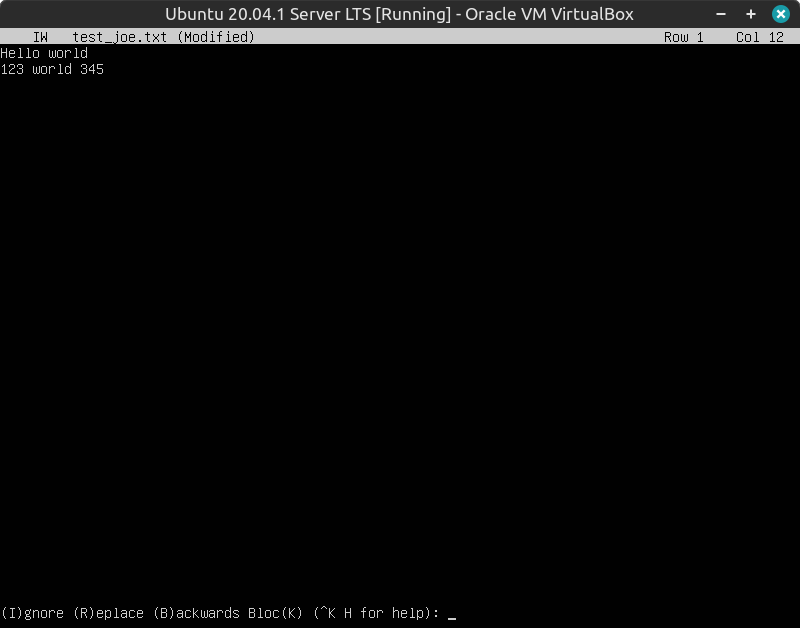 Ubuntu 20.04.1 Server LTS [Running] - Oracle VM VirtualBox
IW test_joe.txt (Modified) Row 1 Col 12
Hello world
123 world 345
(I)gnore (R)eplace (B)ackwards Bloc(K) (^K H for help): _